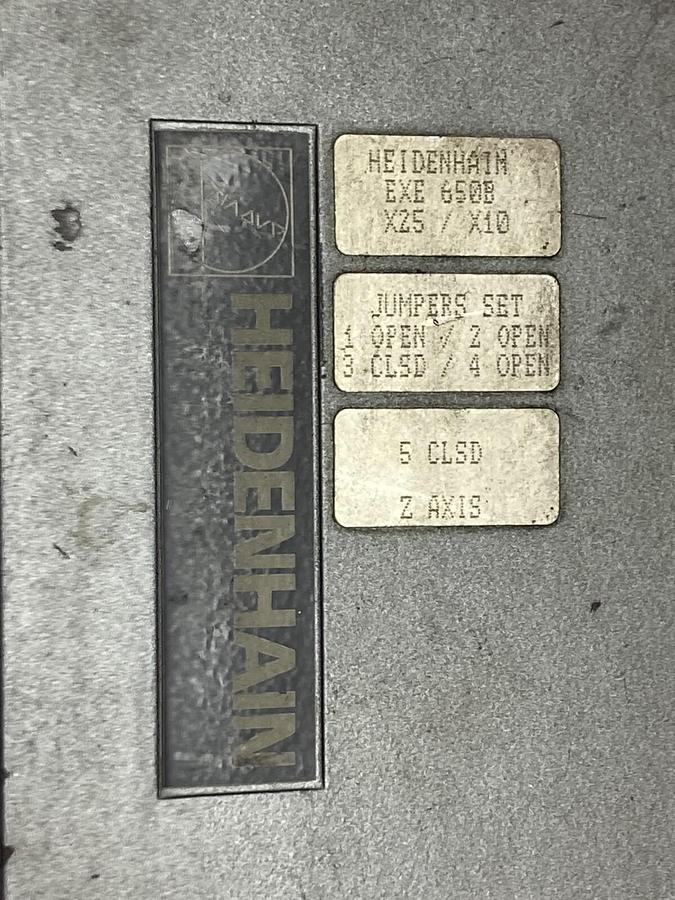 HEIDENHAIN
HEIDENHAIN
EXE 650B
X25 / X10
JUMPERS SET
1 OPEN / 2 OPEN
3 CLSD / 4 OPEN
5 CLSD
Z AXIS